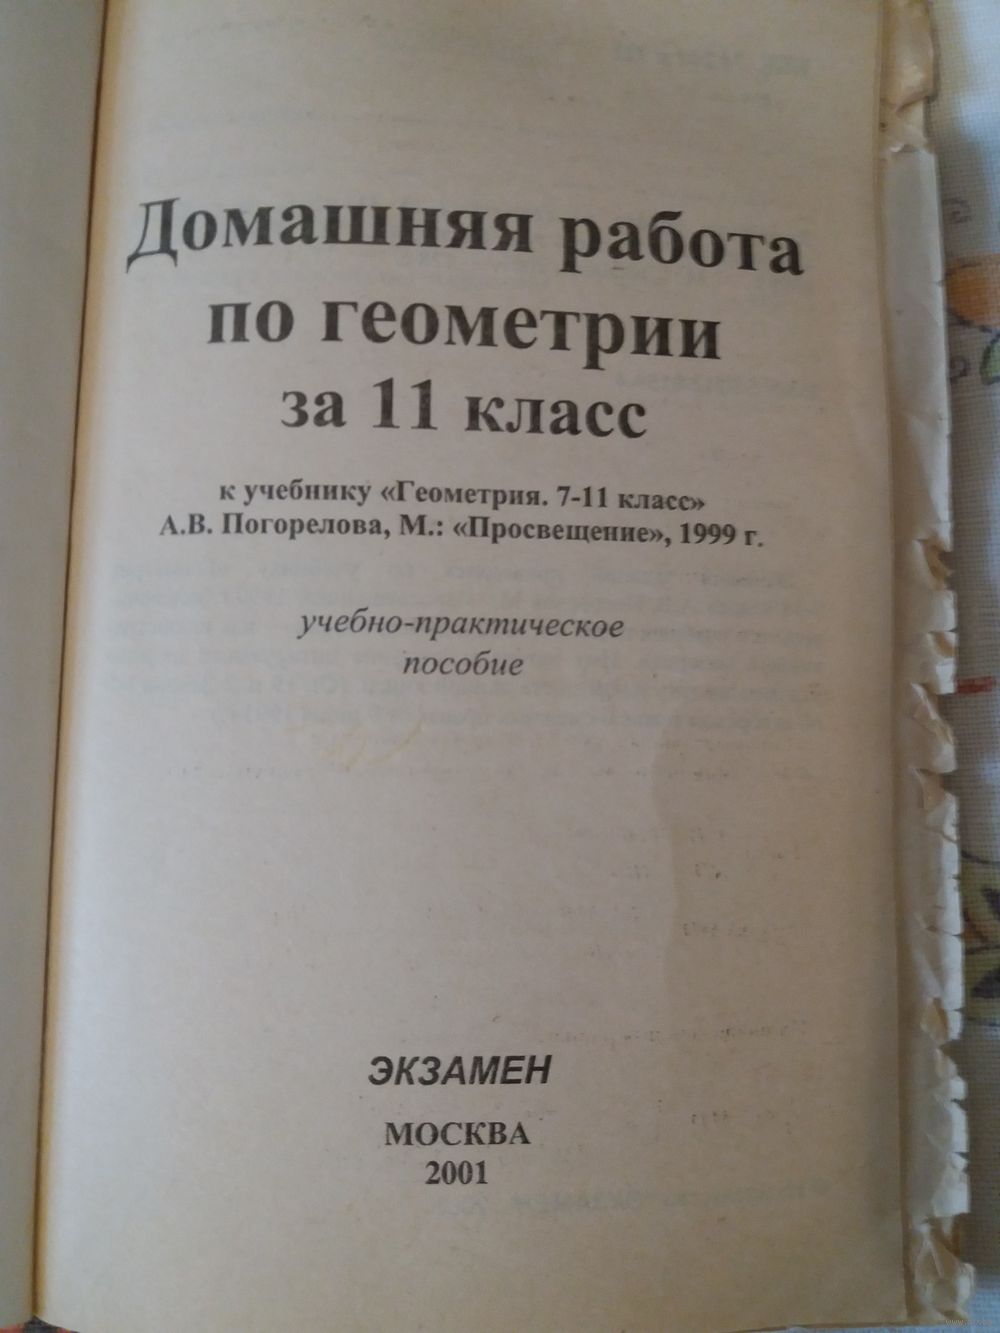 Домашняя работа
по геометрии
за 11 класс
к учебнику «Геометрия. 7-11 класс»
А.В. Погорелова, М.: «Просвещение», 1999 г.
учебно-практическое
пособие
ЭКЗАМЕН
МОСКВА
2001